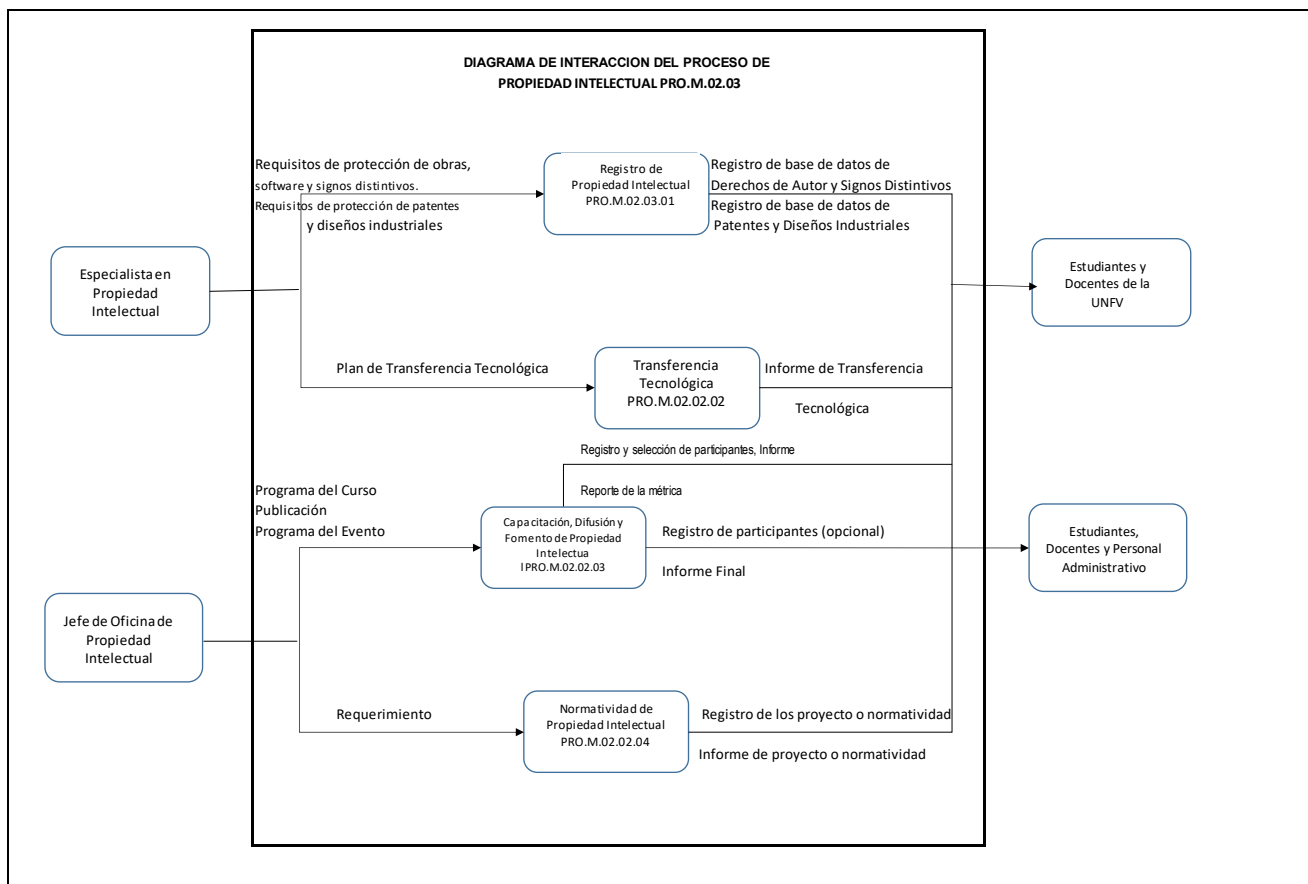 DIAGRAMA DE INTERACCION DEL PROCESO DE
PROPIEDAD INTELECTUAL PRO.M.02.03
Requisitos de protección de obras,
software y signos distintivos.
Requisitos de protección de patentes
y diseños industriales
Registro de
Propiedad Intelectual
PRO.M.02.03.01
Registro de base de datos de
Derechos de Autor y Signos Distintivos
Registro de base de datos de
Patentes y Diseños Industriales
Especialista en
Propiedad
Intelectual
Estudiantes y
Docentes de la
UNFV
Plan de Transferencia Tecnológica
Transferencia
Tecnológica
PRO.M.02.02.02
Informe de Transferencia
Tecnológica
Registro y selección de participantes, Informe
Reporte de la métrica
Programa del Curso
Publicación
Programa del Evento
Capacitación, Difusión y
Fomento de Propiedad
Intelectua
lPRO.M.02.02.03
Registro de participantes (opcional)
Informe Final
Estudiantes,
Docentes y Personal
Administrativo
Jefe de Oficina de
Propiedad
Intelectual
Requerimiento
Normatividad de
Propiedad Intelectual
PRO.M.02.02.04
Registro de los proyecto o normatividad
Informe de proyecto o normatividad